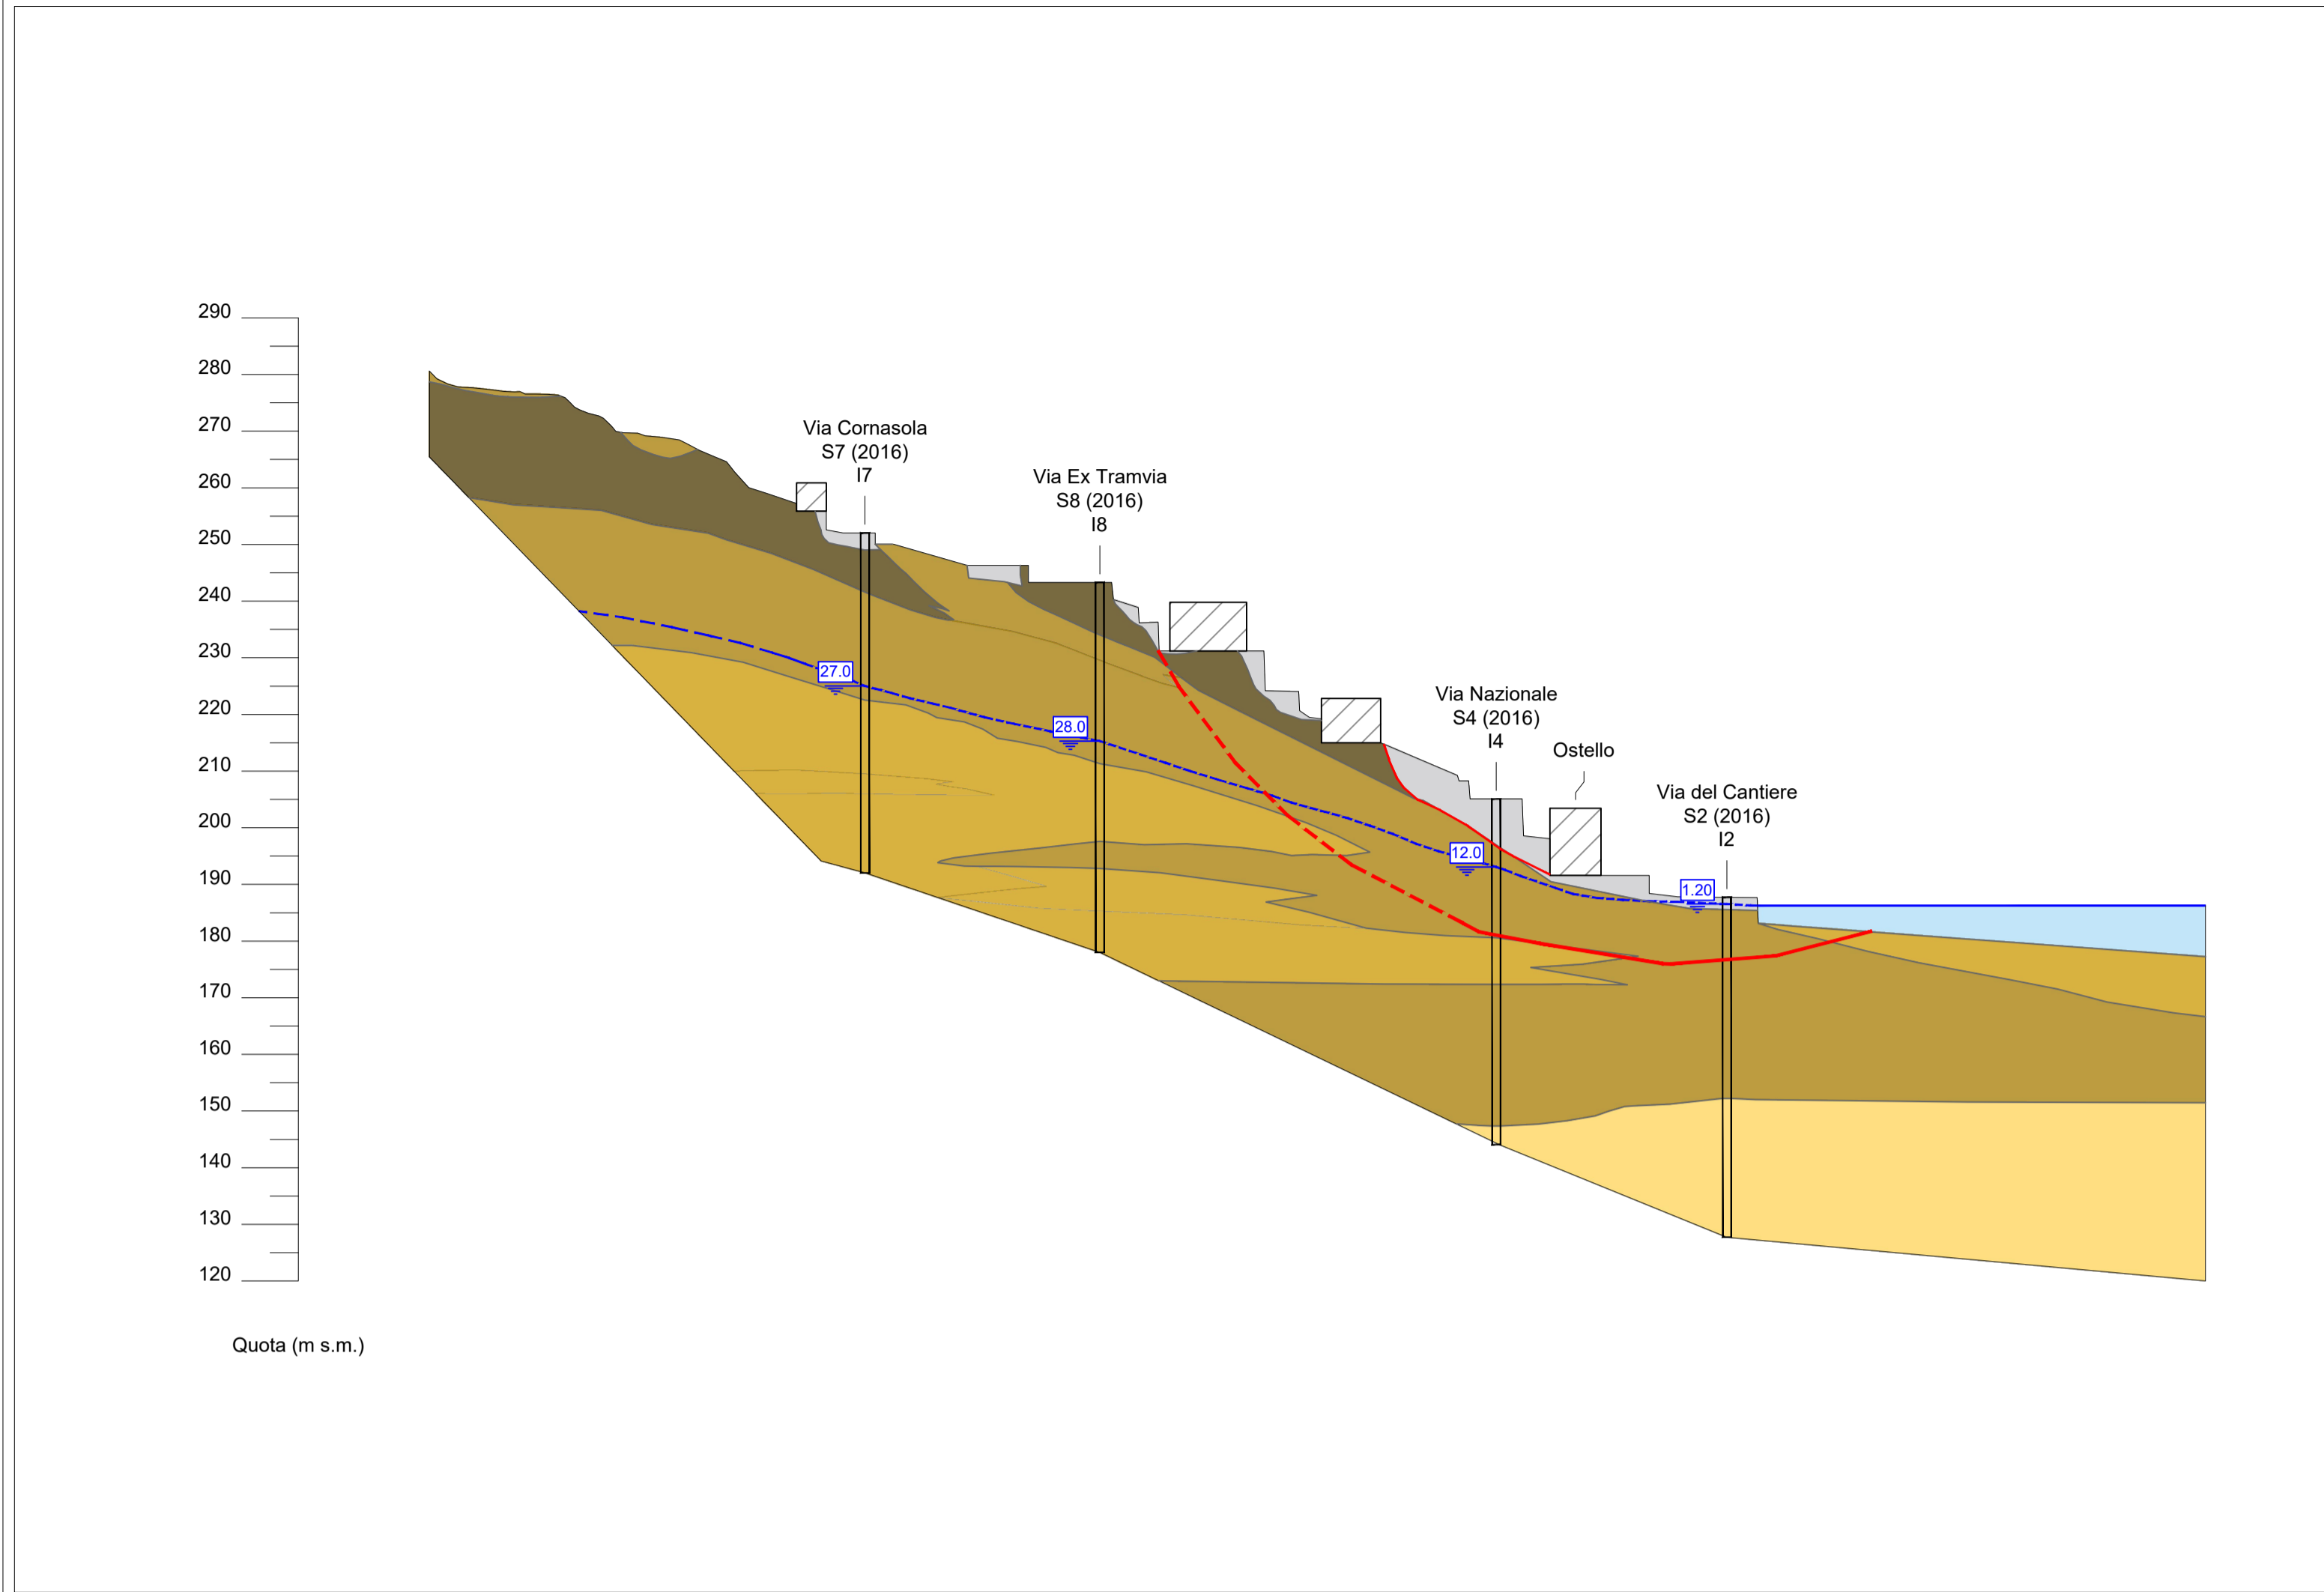 290
280
270
260
250
240
230
220
210
200
190
180
170
160
150
140
130
120
Quota (m s.m.)
Via Cornasola
S7 (2016)
I7
Via Ex Tramvia
S8 (2016)
I8
Via Nazionale
S4 (2016)
I4
Ostello
Via del Cantiere
S2 (2016)
I2
27.0
28.0
12.0
1.20